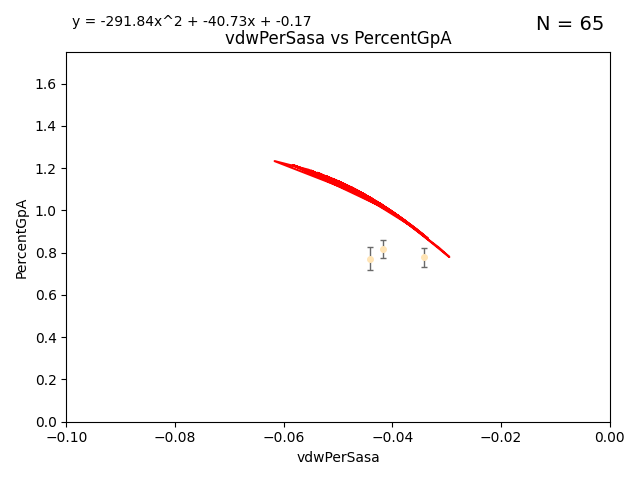 y = -291.84x^2 + -40.73x + -0.17
N = 65
vdwPerSasa vs PercentGpA
1.6
1.4
1.2
1.0
0.8
0.6
0.4
0.2
0.0
PercentGpA
−0.10 −0.08 −0.06 −0.04 −0.02 0.00
vdwPerSasa